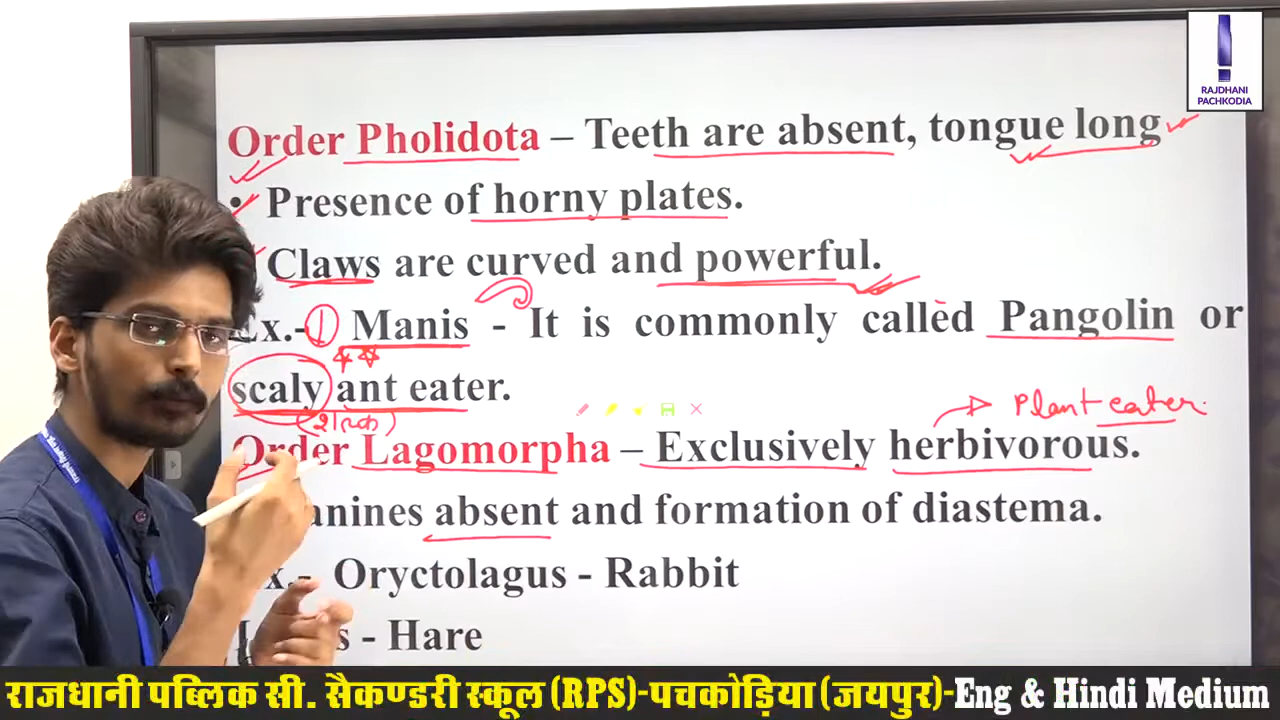 RAJDHANI
PACHKODIA
Order Pholidota – Teeth are absent, tongue long
• Presence of horny plates.
Claws are curved and powerful.
Ex.- 1 Manis - It is commonly called Pangolin or
scaly ant eater.
Plant eater.
Order Lagomorpha – Exclusively herbivorous.
anines absent and formation of diastema.
x.- Oryctolagus - Rabbit
s - Hare
राजधानी पब्लिक सी. सैकण्डरी स्कूल (RPS)-पचकोड़िया (जयपुर)-Eng & Hindi Medium